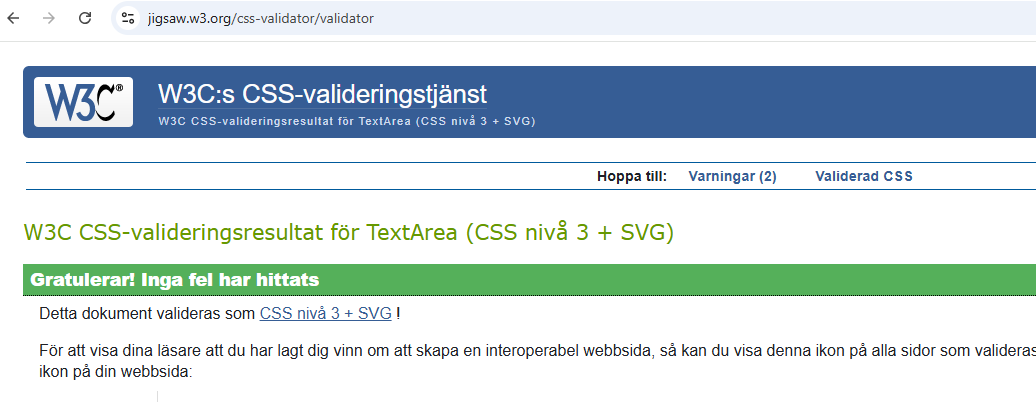 jigsaw.w3.org/css-validator/validator
W3C® W3C:s CSS-valideringstjänst
W3C CSS-valideringsresultat för TextArea (CSS nivå 3 + SVG)
Hoppa till: Varningar (2) Validerad CSS
W3C CSS-valideringsresultat för TextArea (CSS nivå 3 + SVG)
Gratulerar! Inga fel har hittats
Detta dokument valideras som CSS nivå 3 + SVG !
För att visa dina läsare att du har lagt dig vinn om att skapa en interoperabel webbsida, så kan du visa denna ikon på alla sidor som valideras
ikon på din webbsida: